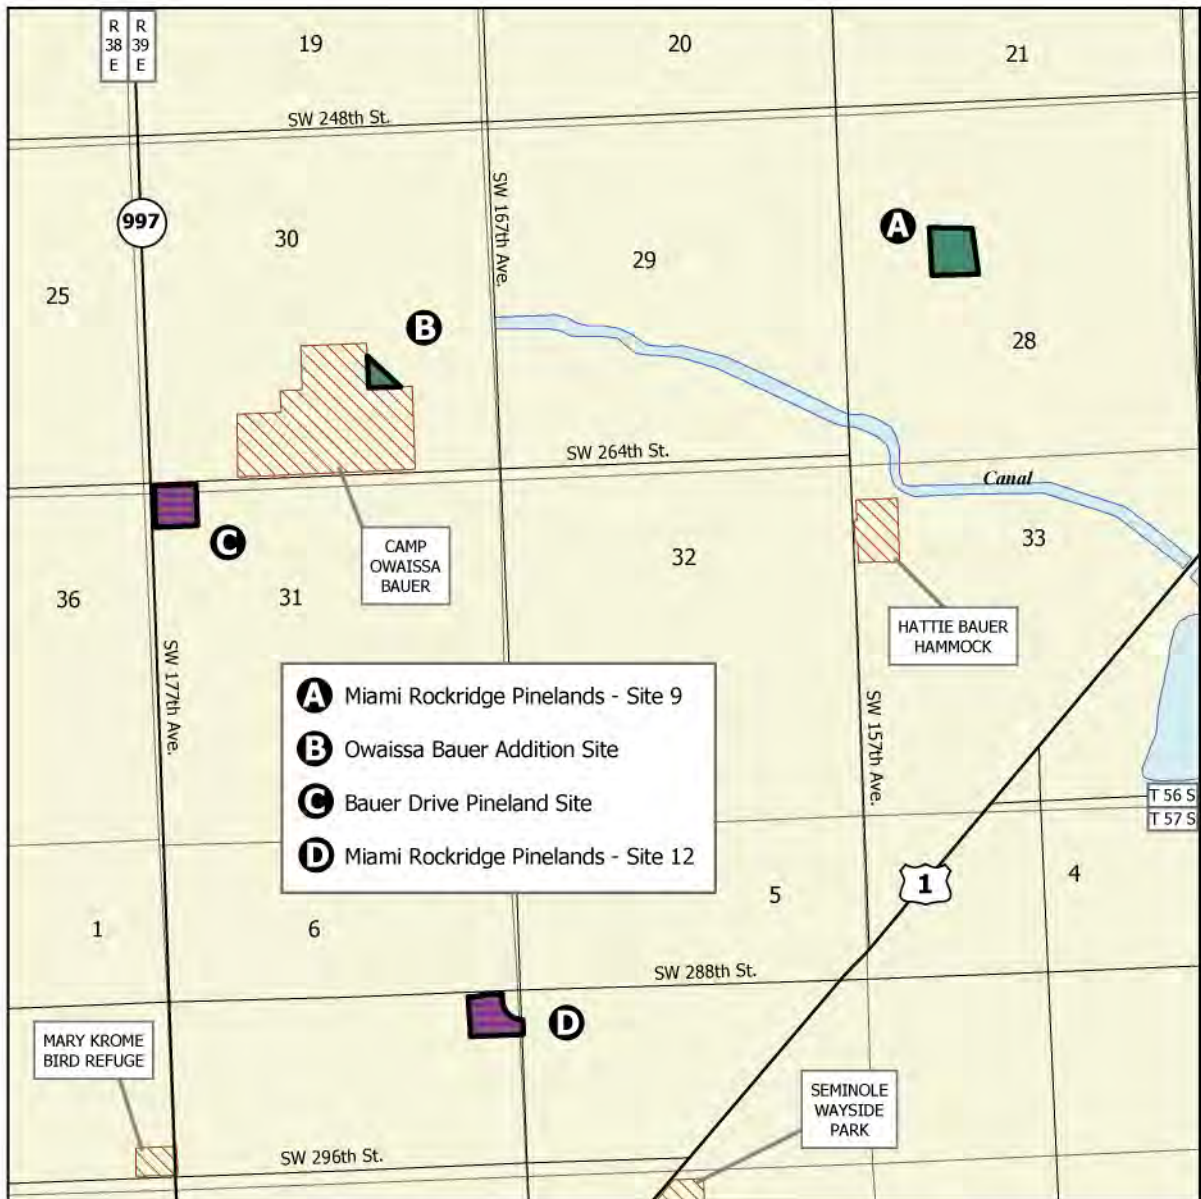 R
38
E
R
39
E
19
20
21
SW 248th St.
997
SW 167th Ave.
A
30
29
25
B
28
SW 264th St.
Canal
C
CAMP
OWAISSA
BAUER
32
33
36
31
HATTIE BAUER
HAMMOCK
SW 177th Ave.
A Miami Rockridge Pinelands - Site 9
B Owaissa Bauer Addition Site
C Bauer Drive Pineland Site
D Miami Rockridge Pinelands - Site 12
SW 157th Ave.
T 56 S
T 57 S
1
4
5
1
6
SW 288th St.
D
MARY KROME
BIRD REFUGE
SEMINOLE
WAYSIDE
PARK
SW 296th St.